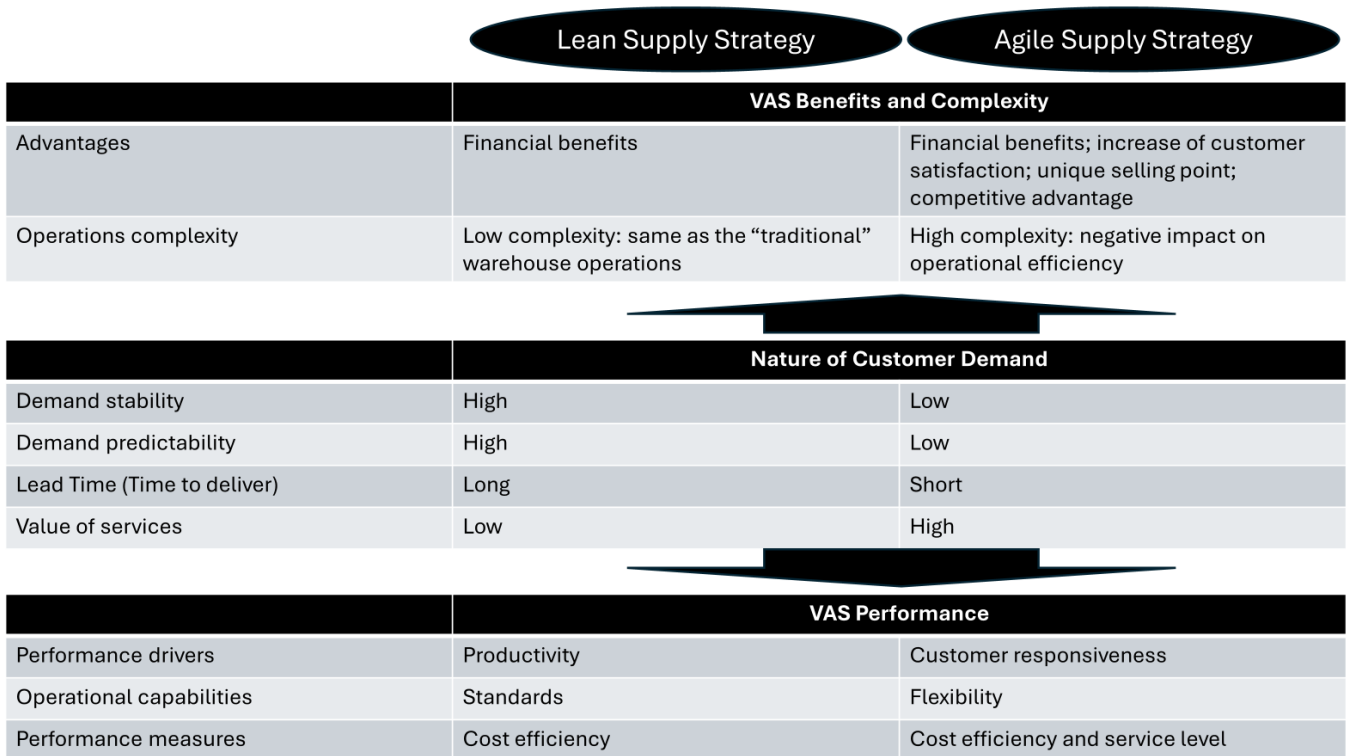 Lean Supply Strategy Agile Supply Strategy
VAS Benefits and Complexity
Advantages Financial benefits Financial benefits; increase of customer
satisfaction; unique selling point;
competitive advantage
Operations complexity Low complexity: same as the “traditional” High complexity: negative impact on
warehouse operations operational efficiency
Nature of Customer Demand
Demand stability High Low
Demand predictability High Low
Lead Time (Time to deliver) Long Short
Value of services Low High
VAS Performance
Performance drivers Productivity Customer responsiveness
Operational capabilities Standards Flexibility
Performance measures Cost efficiency Cost efficiency and service level